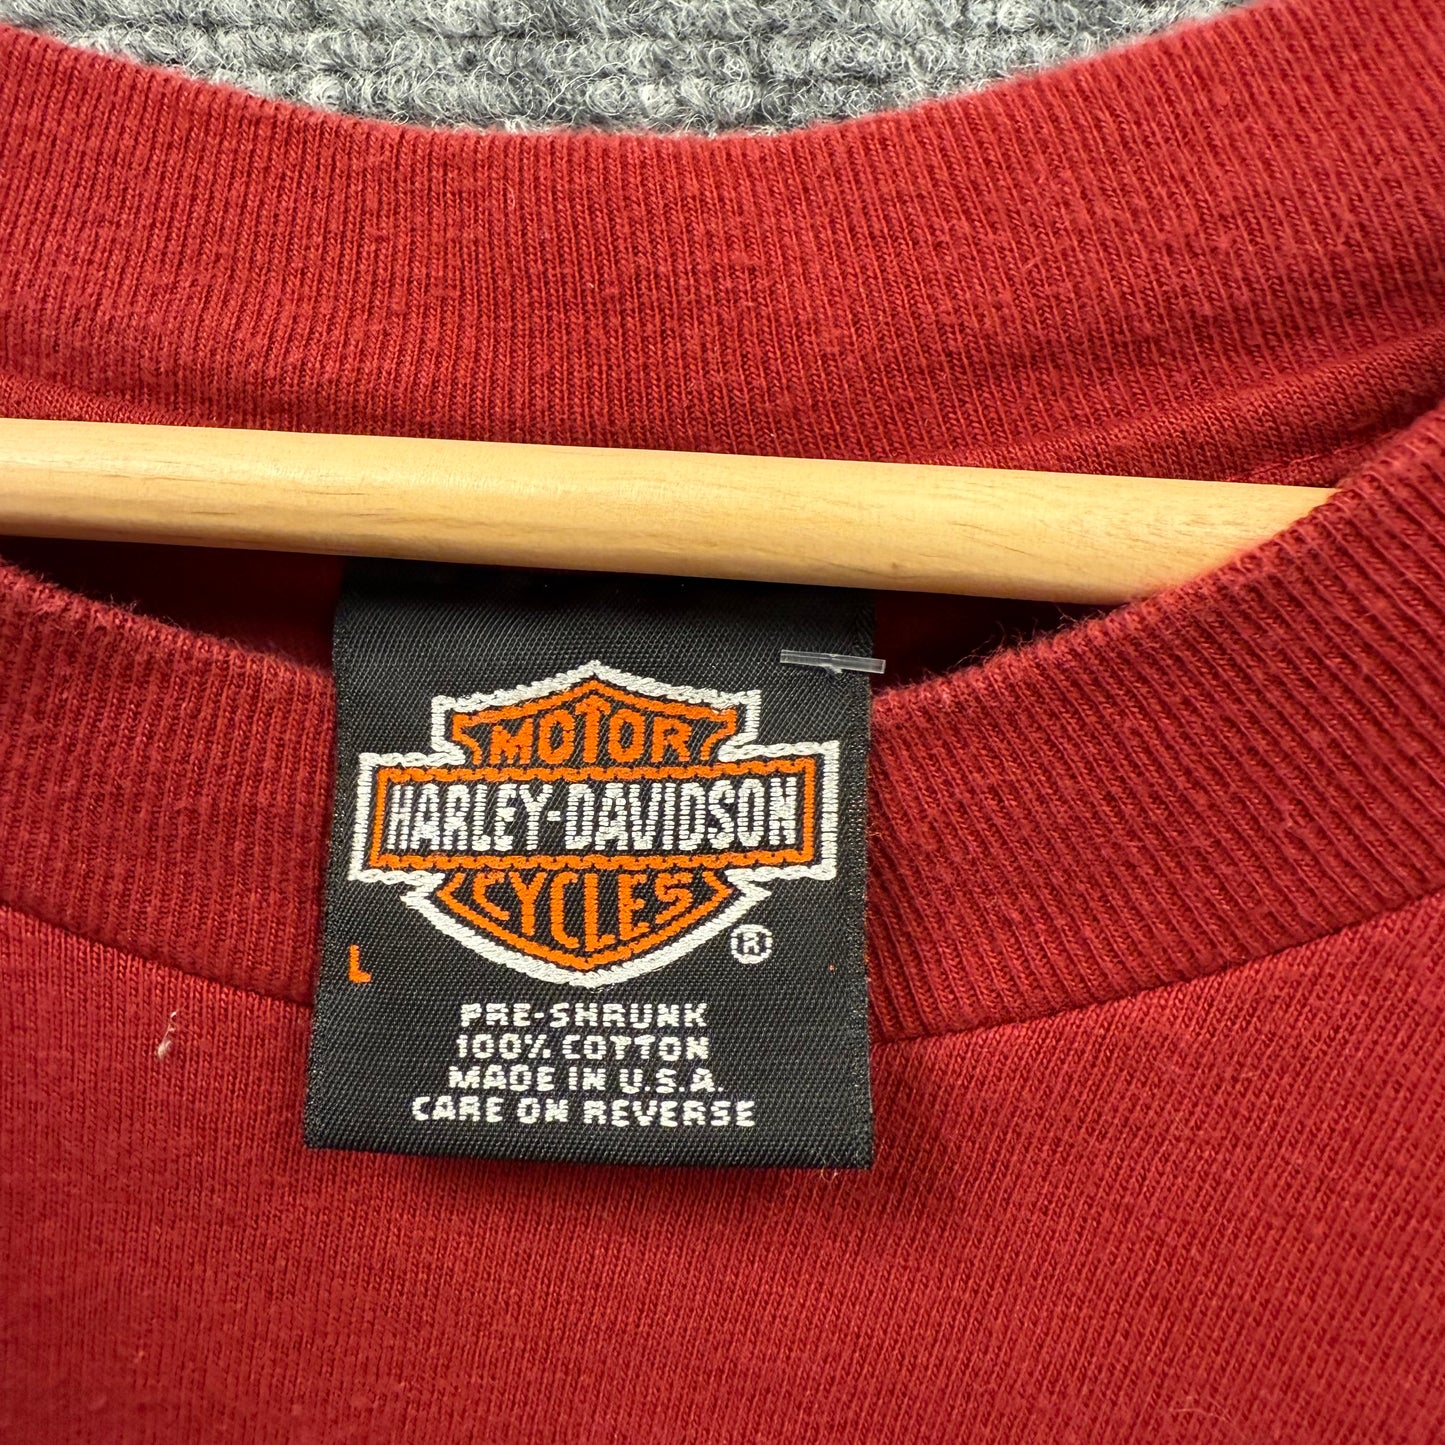 MOTOR
HARLEY-DAVIDSON
CYCLES
®
L
PRE-SHRUNK
100% COTTON
MADE IN U.S.A.
CARE ON REVERSE